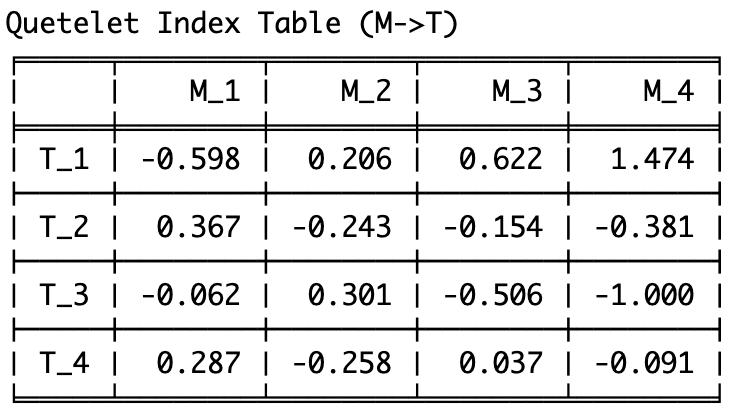 Quetelet Index Table (M->T)
M_1 M_2 M_3 M_4
T_1 -0.598 0.206 0.622 1.474
T_2 0.367 -0.243 -0.154 -0.381
T_3 -0.062 0.301 -0.506 -1.000
T_4 0.287 -0.258 0.037 -0.091